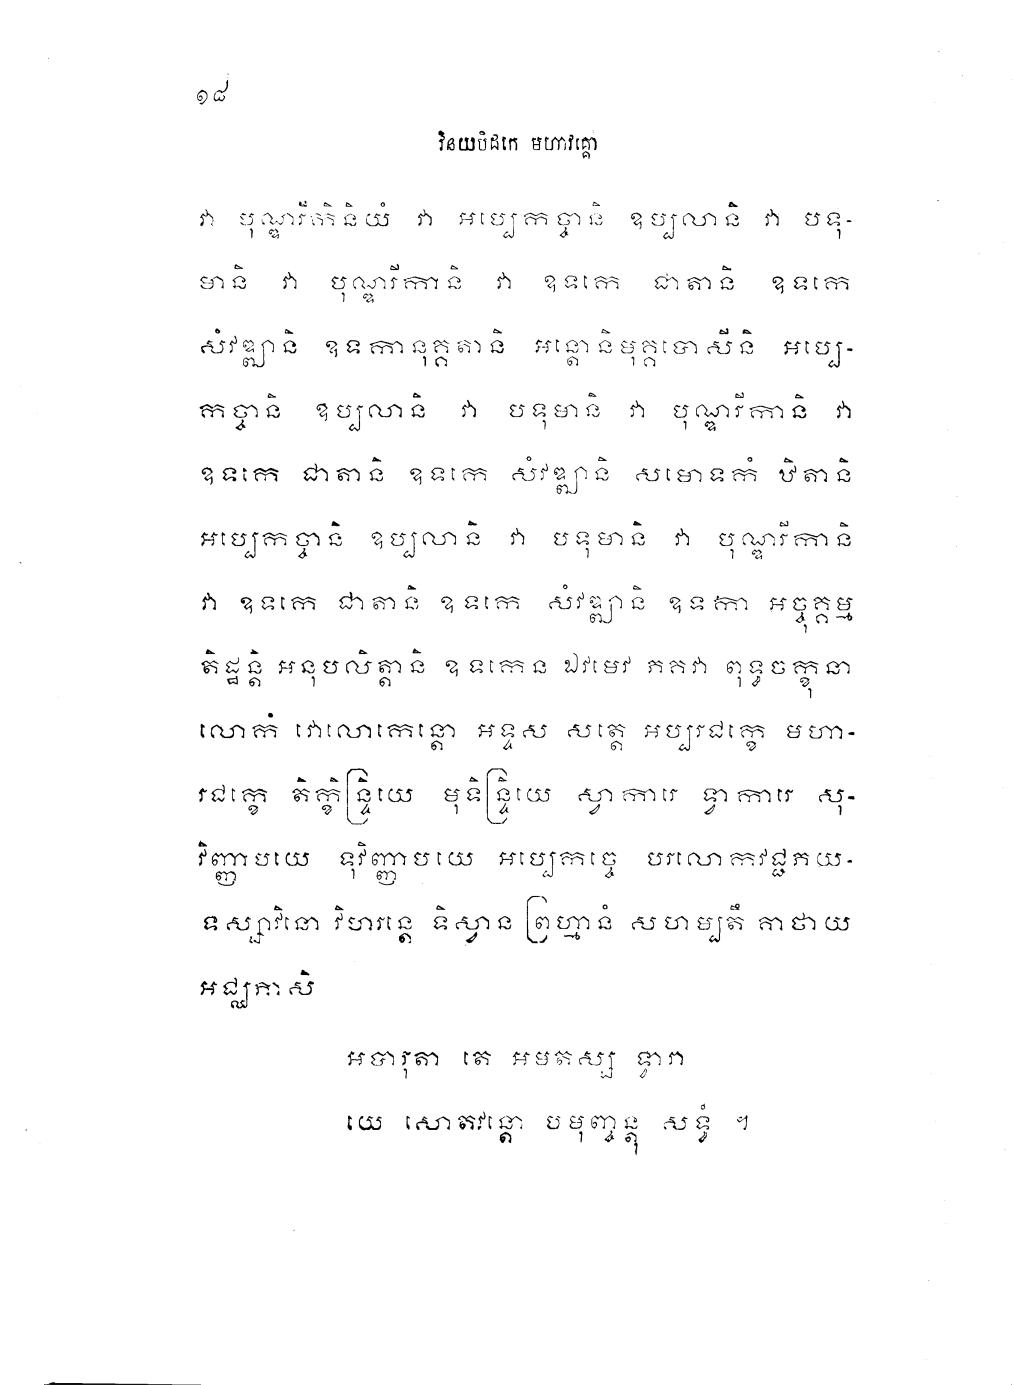 ១៨
វិនយបិដកេ មហាវគ្គោ
វា បុណ្ឌរីកិនិយំ វា អប្បេកច្ចានិ ឧប្បលានិ វា បទុ-
មានិ វា បុណ្ឌរីកានិ វា ឧទកេ ជាតានិ ឧទកេ
សំវឌ្ឍានិ ឧទកានុគ្គតានិ អន្តោនិមុគ្គបោសីនិ អប្បេ-
កច្ចានិ ឧប្បលានិ វា បទុមានិ វា បុណ្ឌរីកានិ វា
ឧទកេ ជាតានិ ឧទកេ សំវឌ្ឍានិ សមោទកំ ឋិតានិ
អប្បេកច្ចានិ ឧប្បលានិ វា បទុមានិ វា បុណ្ឌរីកានិ
វា ឧទកេ ជាតានិ ឧទកេ សំវឌ្ឍានិ ឧទកា អច្ចុគ្គម្ម
តិដ្ឋន្តិ អនុបលិត្តានិ ឧទកេន ឯវមេវ ភគវា ពុទ្ធចក្ខុនា
លោកំ វោលោកេន្តោ អទ្ទស សត្តេ អប្បរជក្ខេ មហា-
រជក្ខេ តិក្ខិន្ទ្រិយេ មុទិន្ទ្រិយេ ស្វាការេ ទ្វាការេ សុ-
វិញ្ញាបយេ ទុវិញ្ញាបយេ អប្បេកច្ចេ បរលោកវជ្ជភយ-
ទស្សាវិនោ វិហរន្តេ ទិស្វាន ព្រហ្មានំ សហម្បតឹ គាថាយ
អជ្ឈភាសិ
អបារុតា តេ អមតស្ស ទ្វារា
យេ សោតវន្តោ បមុញ្ចន្តុ សទ្ធំ ។